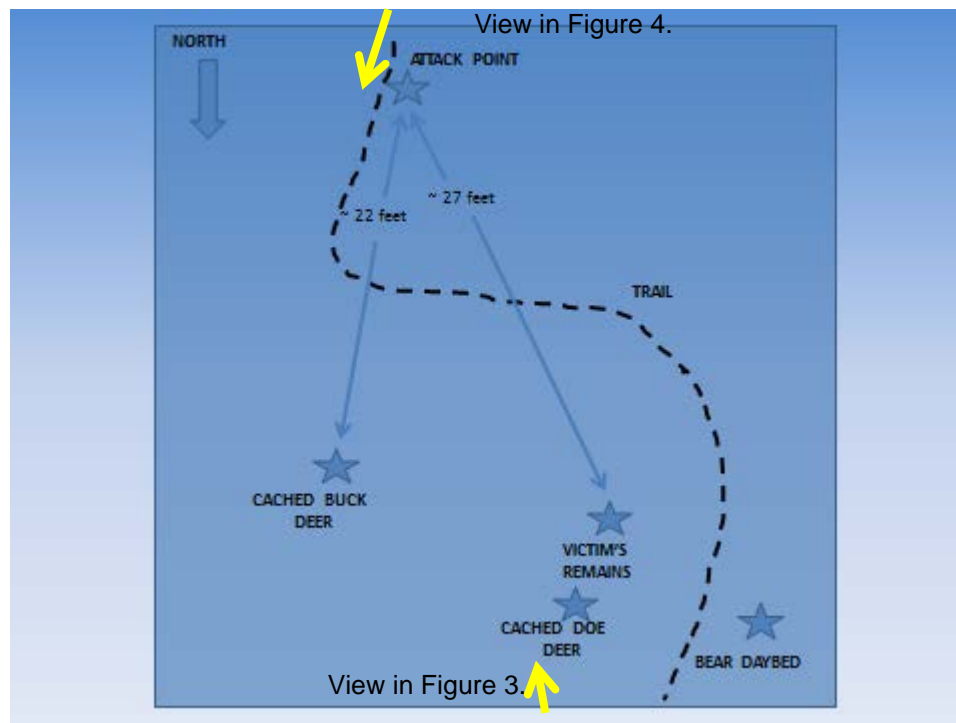 View in Figure 4.
NORTH
ATTACK POINT
~ 27 feet
~ 22 feet
TRAIL
CACHED BUCK
DEER
VICTIM'S
REMAINS
CACHED DOE
DEER
BEAR DAYBED
View in Figure 3.